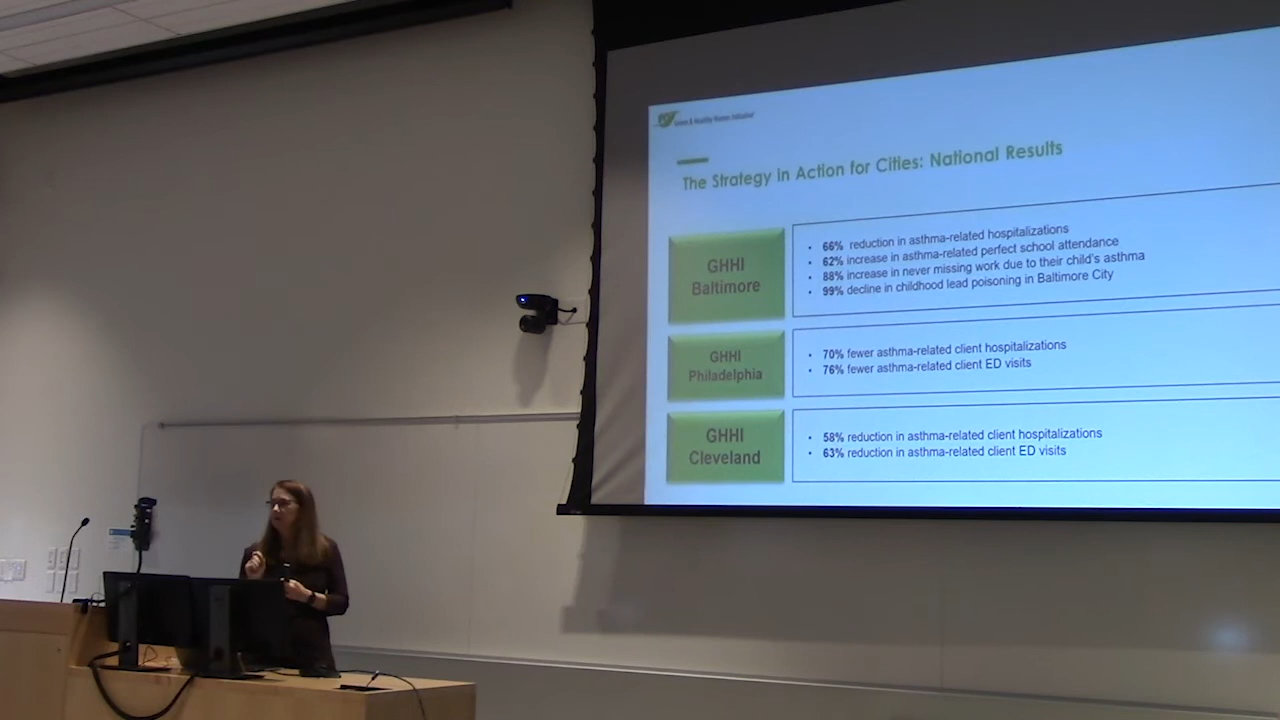 Green & Healthy Homes Initiative
The Strategy in Action for Cities: National Results
GHHI
Baltimore
• 66% reduction in asthma-related hospitalizations
• 62% increase in asthma-related perfect school attendance
• 88% increase in never missing work due to their child's asthma
• 99% decline in childhood lead poisoning in Baltimore City
GHHI
Philadelphia
• 70% fewer asthma-related client hospitalizations
• 76% fewer asthma-related client ED visits
GHHI
Cleveland
• 58% reduction in asthma-related client hospitalizations
• 63% reduction in asthma-related client ED visits